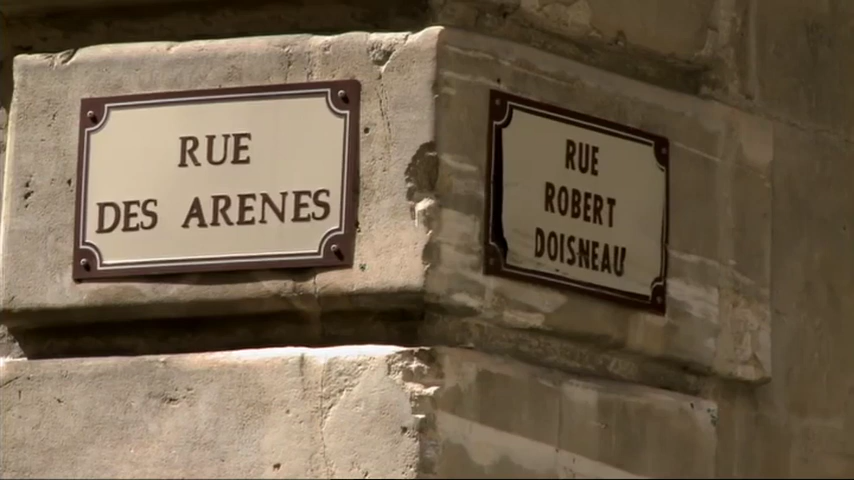 RUE
DES ARENES
RUE
ROBERT
DOISNEAU